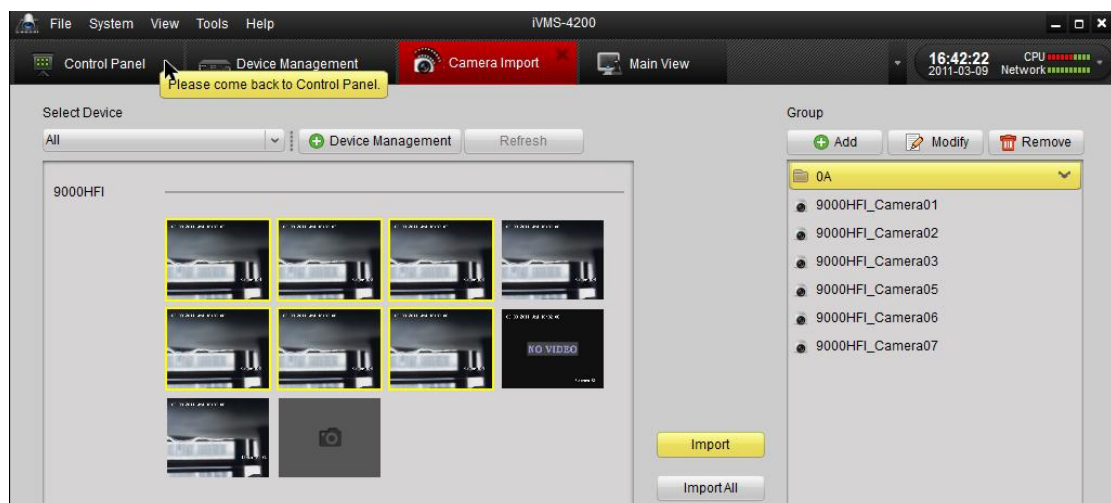 File System View Tools Help iVMS-4200
Control Panel Device Management Camera Import Main View 16:42:22 CPU
2011-03-09 Network
Please come back to Control Panel.
Select Device Group
All Device Management Refresh Add Modify Remove
0A
9000HFI 9000HFI_Camera01
9000HFI_Camera02
9000HFI_Camera03
9000HFI_Camera05
9000HFI_Camera06
9000HFI_Camera07
NO VIDEO
Import
Import All